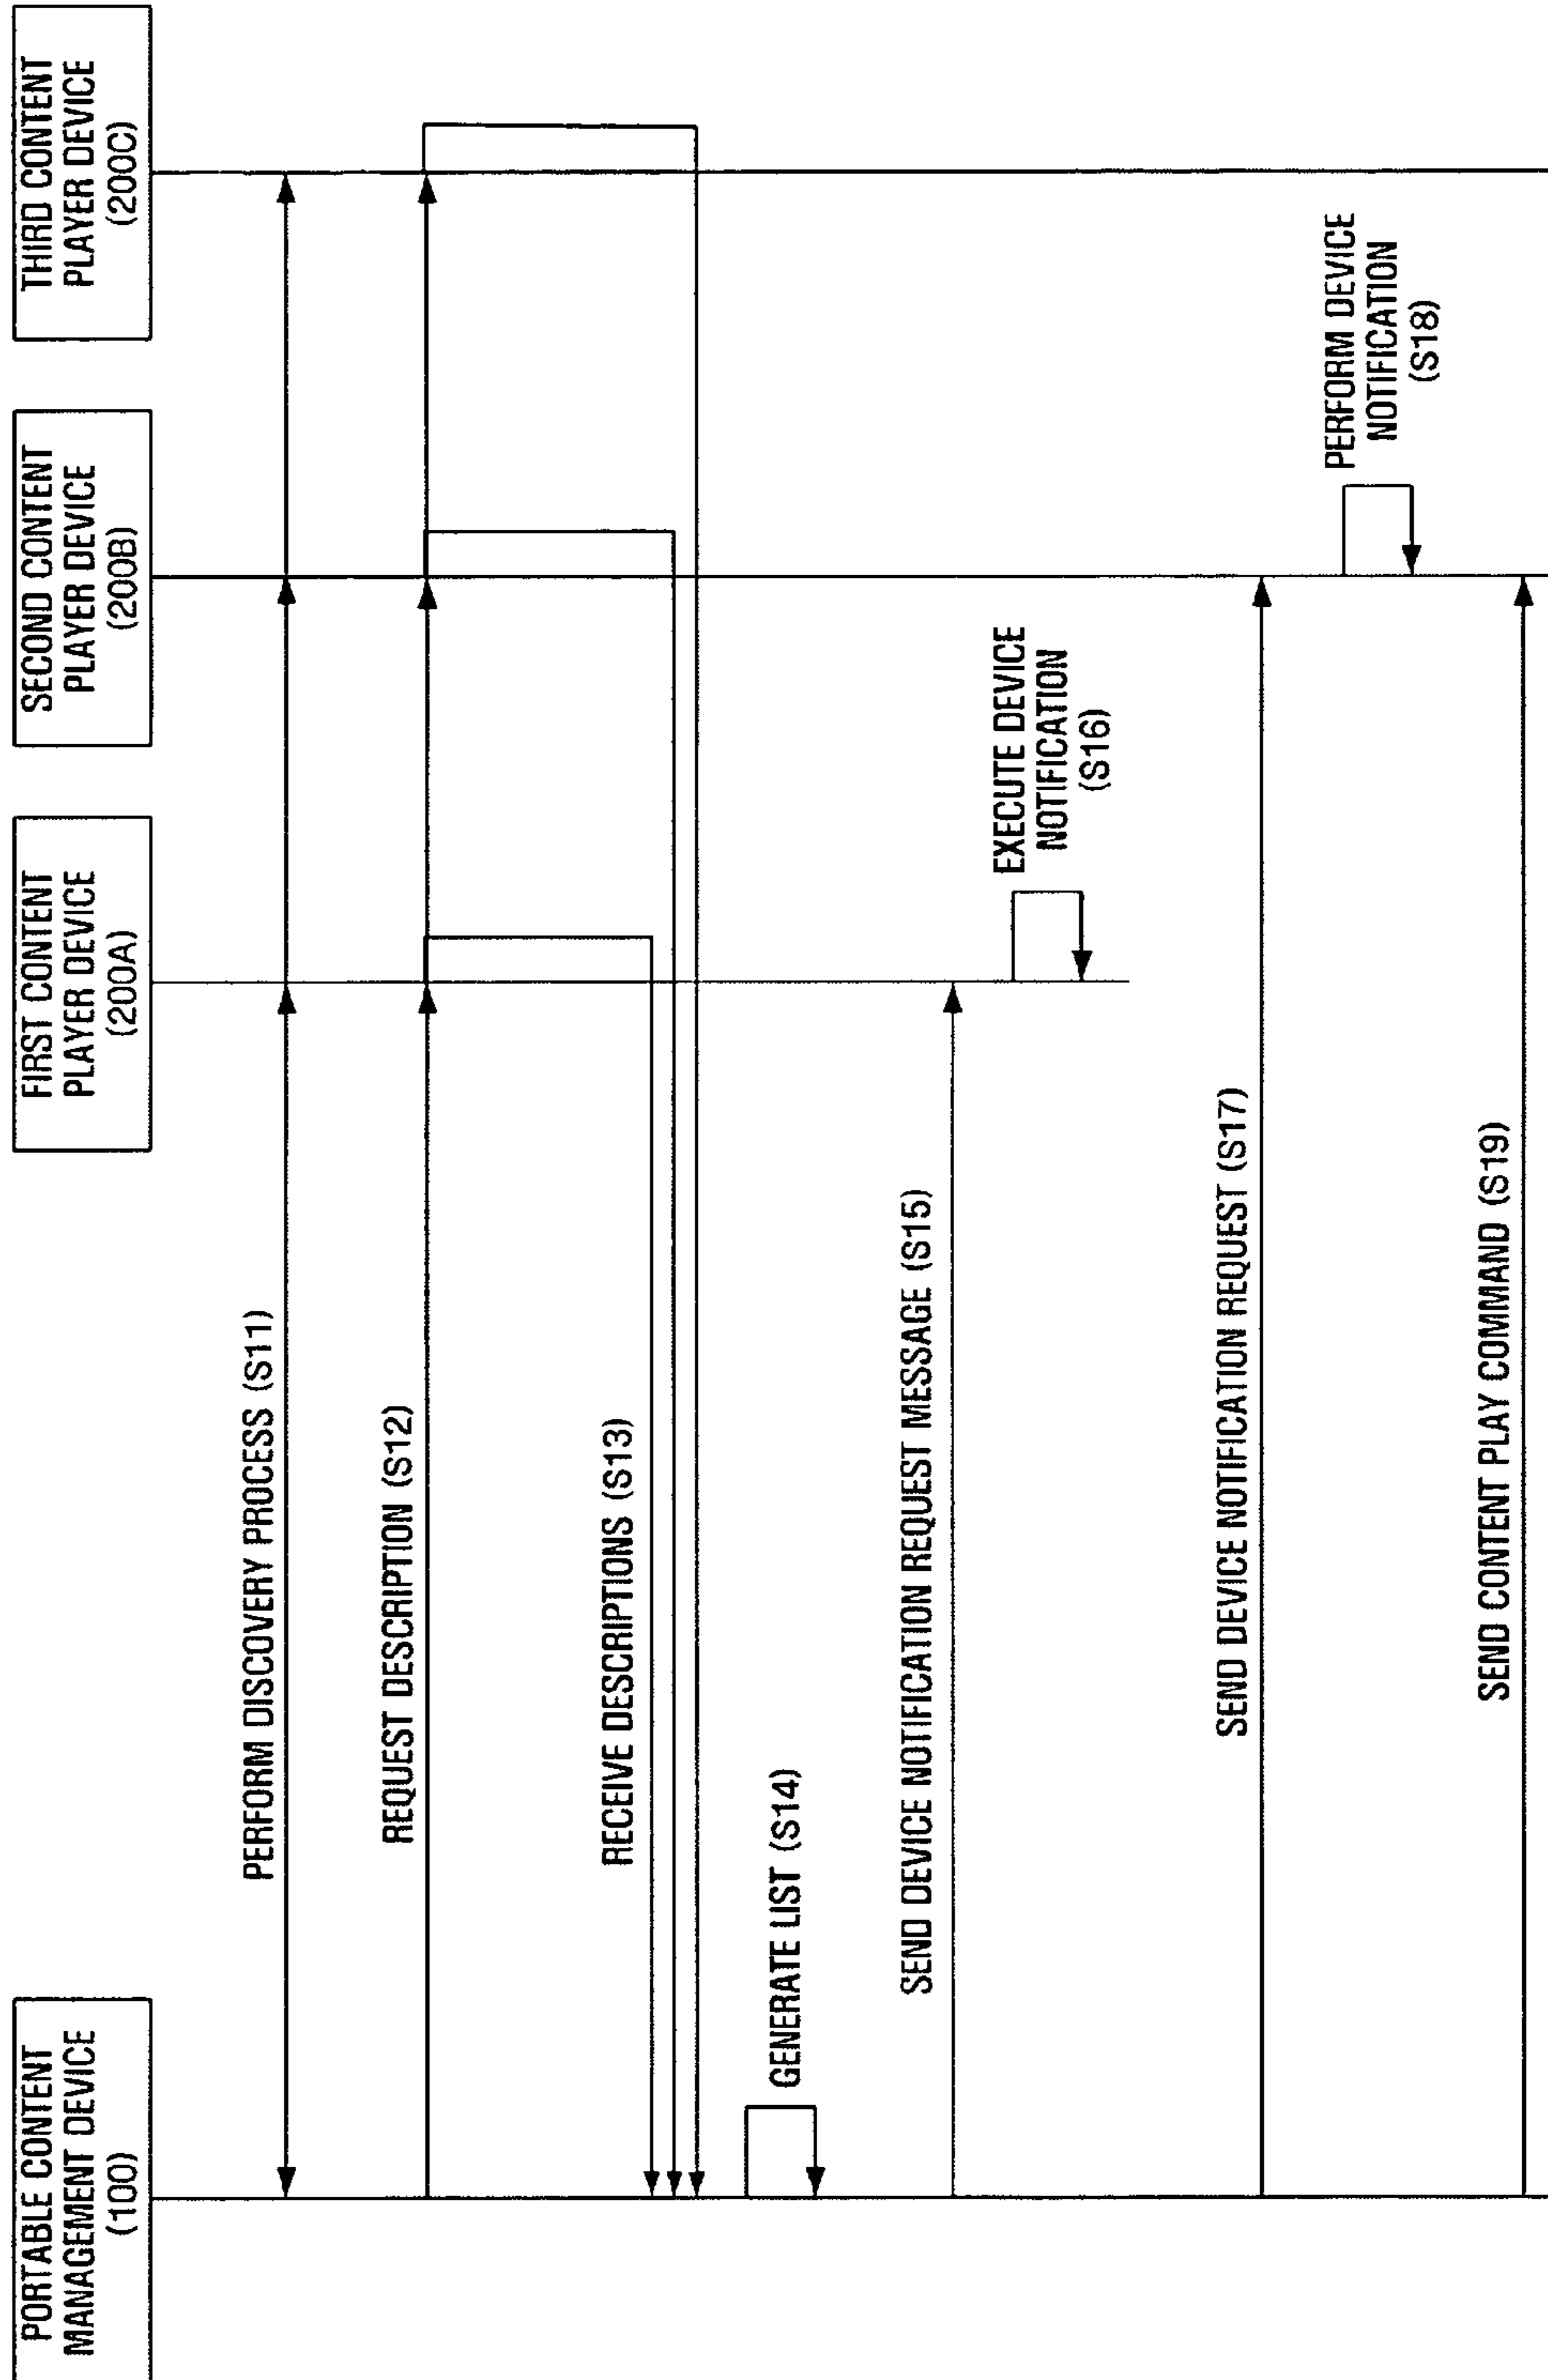 PORTABLE CONTENT
MANAGEMENT DEVICE
(100)
FIRST CONTENT
PLAYER DEVICE
(200A)
SECOND CONTENT
PLAYER DEVICE
(200B)
THIRD CONTENT
PLAYER DEVICE
(200C)
PERFORM DISCOVERY PROCESS (S11)
REQUEST DESCRIPTION (S12)
RECEIVE DESCRIPTIONS (S13)
GENERATE LIST (S14)
SEND DEVICE NOTIFICATION REQUEST MESSAGE (S15)
EXECUTE DEVICE
NOTIFICATION
(S16)
SEND DEVICE NOTIFICATION REQUEST (S17)
PERFORM DEVICE
NOTIFICATION
(S18)
SEND CONTENT PLAY COMMAND (S19)